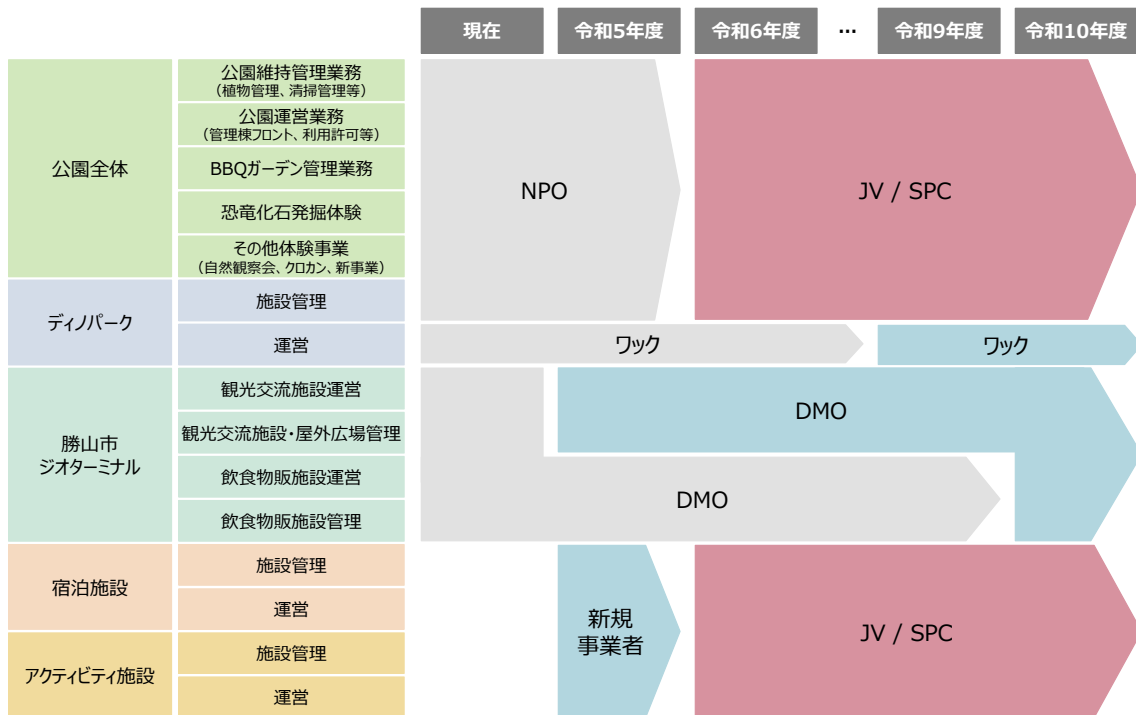 現在
令和5年度
令和6年度
…
令和9年度
令和10年度
公園全体
公園維持管理業務
(植物管理、清掃管理等)
公園運営業務
(管理棟フロント、利用許可等)
BBQガーデン管理業務
恐竜化石発掘体験
その他体験事業
(自然観察会、クロカン、新事業)
NPO
JV / SPC
ディノパーク
施設管理
運営
ワック
ワック
勝山市
ジオターミナル
観光交流施設運営
観光交流施設・屋外広場管理
飲食物販施設運営
飲食物販施設管理
DMO
DMO
宿泊施設
施設管理
運営
アクティビティ施設
施設管理
運営
新規
事業者
JV / SPC